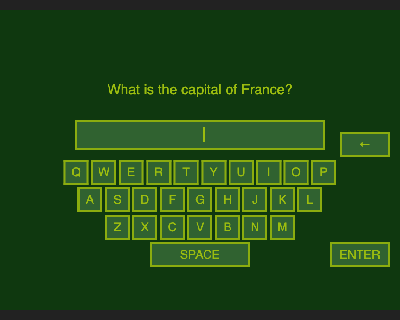 What is the capital of France?
←
Q W E R T Y U I O P
A S D F G H J K L
Z X C V B N M
SPACE ENTER